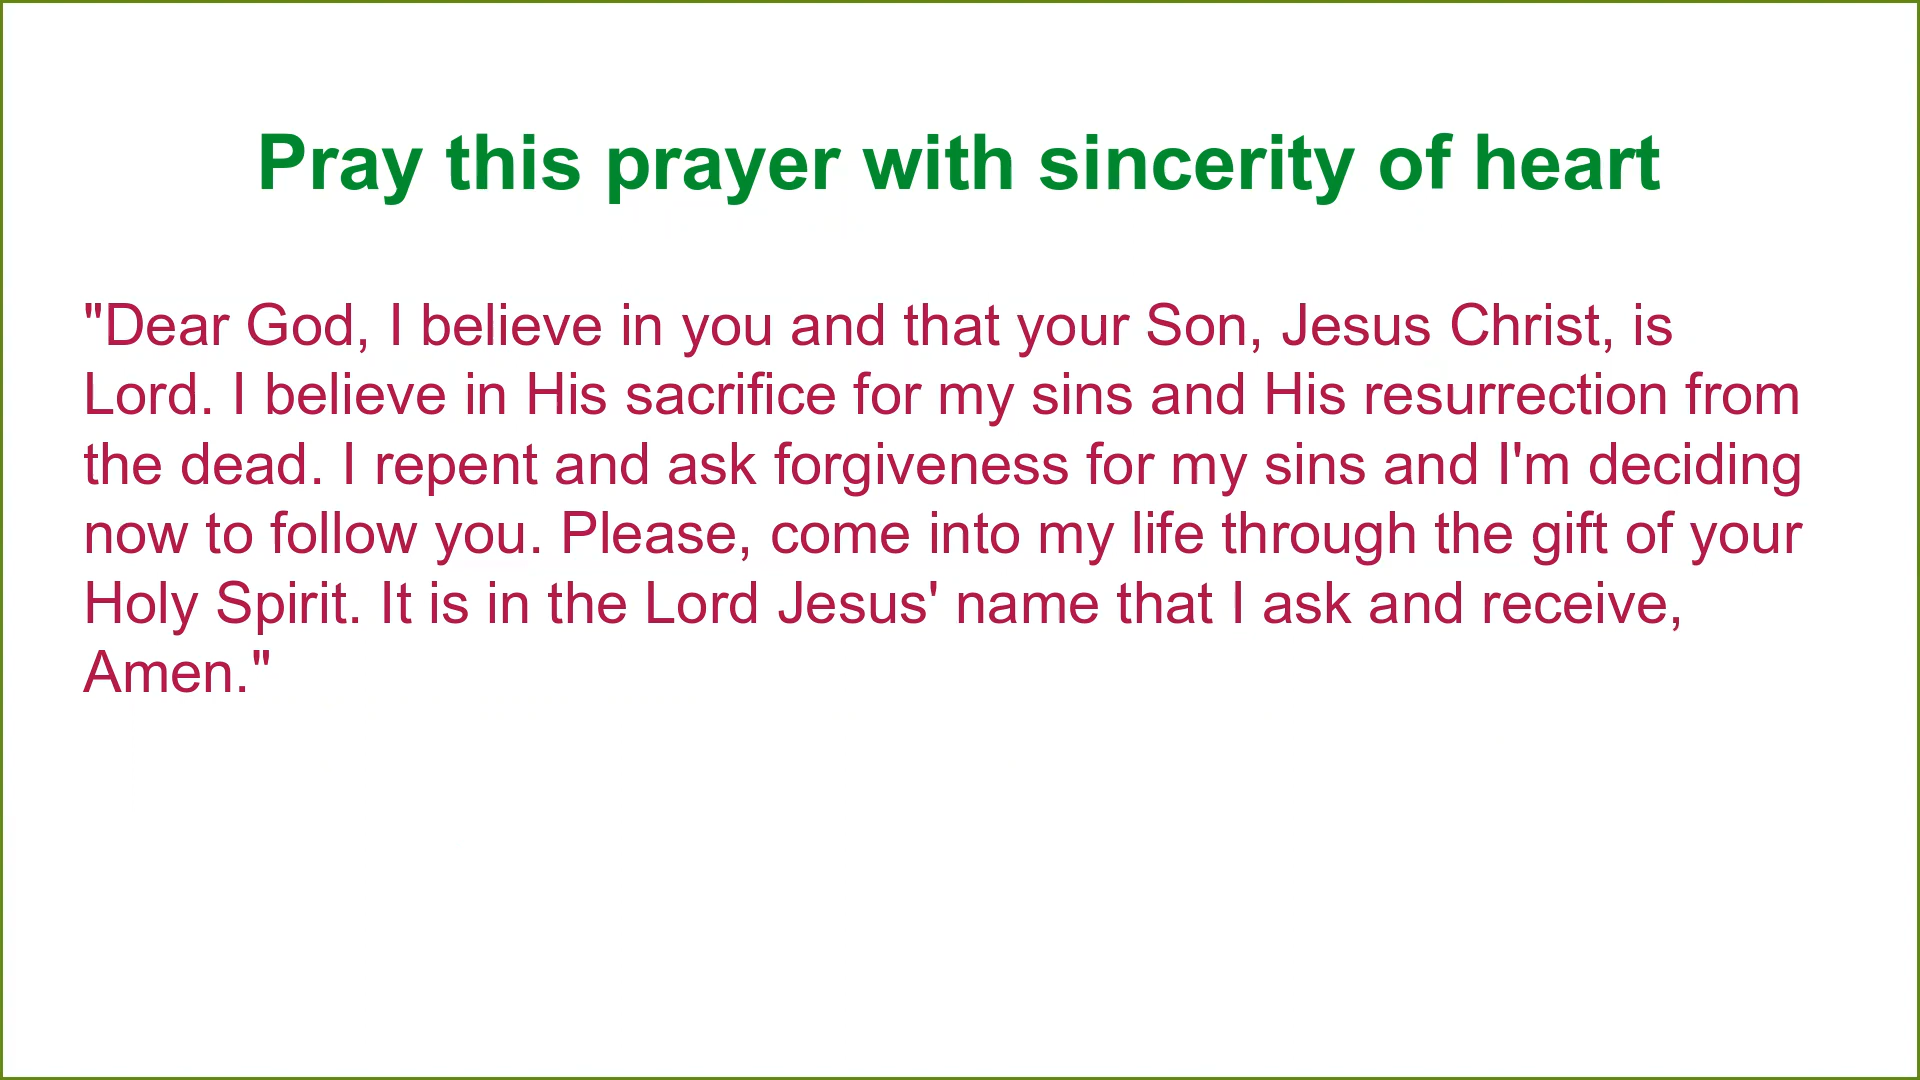 Pray this prayer with sincerity of heart
"Dear God, I believe in you and that your Son, Jesus Christ, is
Lord. I believe in His sacrifice for my sins and His resurrection from
the dead. I repent and ask forgiveness for my sins and I'm deciding
now to follow you. Please, come into my life through the gift of your
Holy Spirit. It is in the Lord Jesus' name that I ask and receive,
Amen."